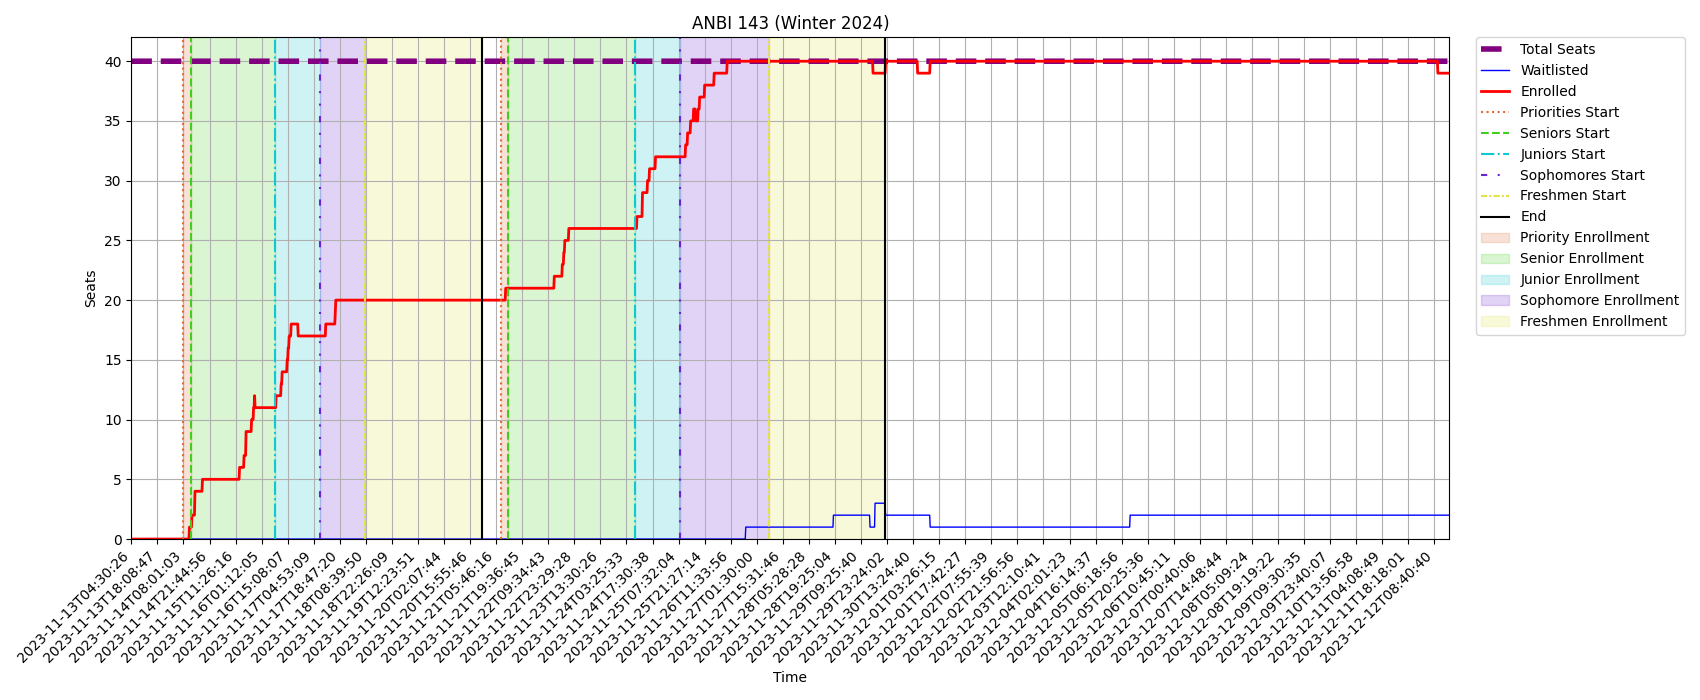 ANBI 143 (Winter 2024)
Seats
40
35
30
25
20
15
10
5
0
2023-11-13T04:30:26
2023-11-13T18:08:47
2023-11-14T08:01:03
2023-11-14T21:44:56
2023-11-15T11:26:16
2023-11-16T01:12:05
2023-11-16T15:08:07
2023-11-17T04:53:09
2023-11-17T18:47:20
2023-11-18T08:39:50
2023-11-18T22:26:09
2023-11-19T12:23:51
2023-11-20T02:07:44
2023-11-20T15:55:46
2023-11-21T05:46:16
2023-11-21T19:36:45
2023-11-22T09:34:43
2023-11-22T23:29:28
2023-11-23T13:30:26
2023-11-24T03:25:33
2023-11-24T17:30:38
2023-11-25T07:32:04
2023-11-25T21:27:14
2023-11-26T11:33:56
2023-11-27T01:30:00
2023-11-27T15:31:46
2023-11-28T05:28:28
2023-11-28T19:25:04
2023-11-29T09:25:40
2023-11-29T23:24:02
2023-11-30T13:24:40
2023-12-01T03:26:15
2023-12-01T17:42:27
2023-12-02T07:55:39
2023-12-02T21:56:56
2023-12-03T12:10:41
2023-12-04T02:01:23
2023-12-04T16:14:37
2023-12-05T06:18:56
2023-12-05T20:25:36
2023-12-06T10:45:11
2023-12-07T00:40:06
2023-12-07T14:48:44
2023-12-08T05:09:24
2023-12-08T19:19:22
2023-12-09T09:30:35
2023-12-09T23:40:07
2023-12-10T13:56:58
2023-12-11T04:08:49
2023-12-11T18:18:01
2023-12-12T08:40:40
Time
Total Seats
Waitlisted
Enrolled
Priorities Start
Seniors Start
Juniors Start
Sophomores Start
Freshmen Start
End
Priority Enrollment
Senior Enrollment
Junior Enrollment
Sophomore Enrollment
Freshmen Enrollment